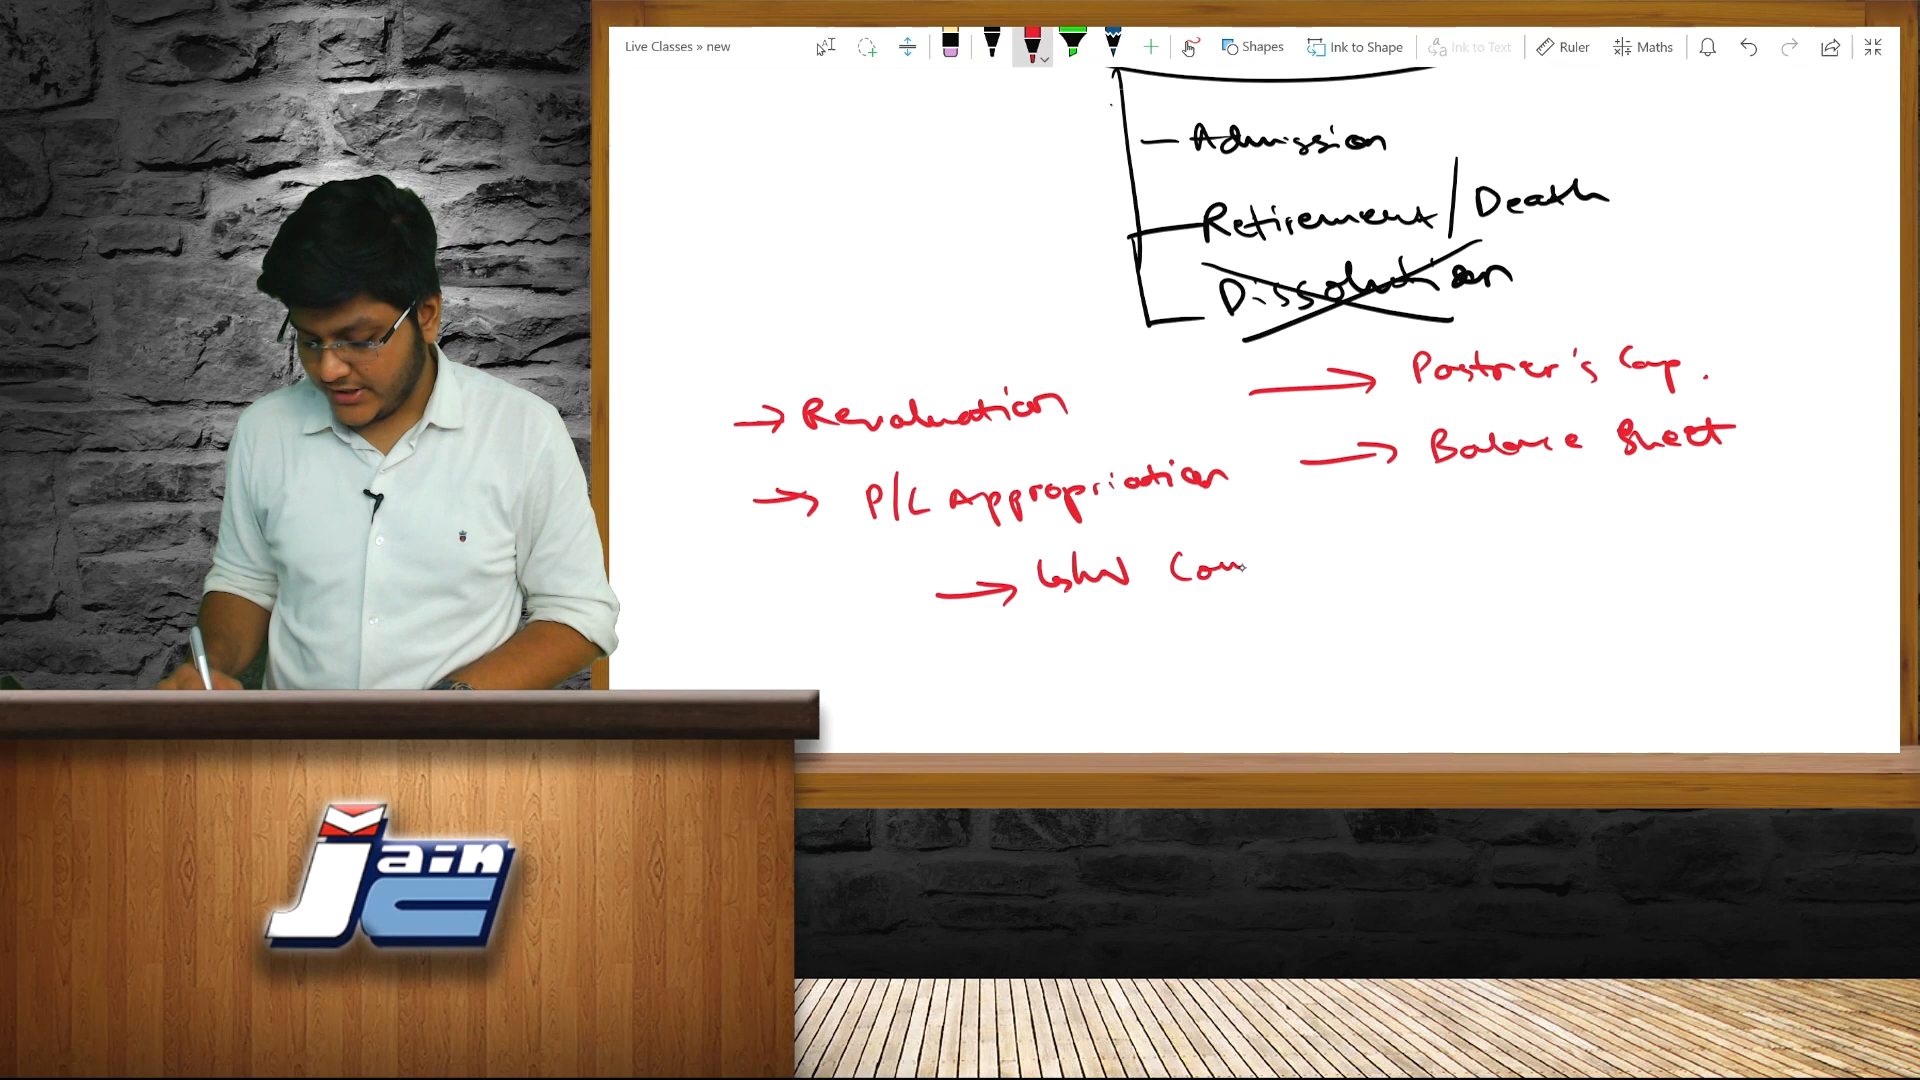 Live Classes » new
Shapes
Ink to Shape
Ink to Text
Ruler
Maths
— Admission
Retirement / Death
Dissolution
→ Revaluation
→ Partner's Cap.
→ P/L Appropriation
→ Balance Sheet
→
Jain
C